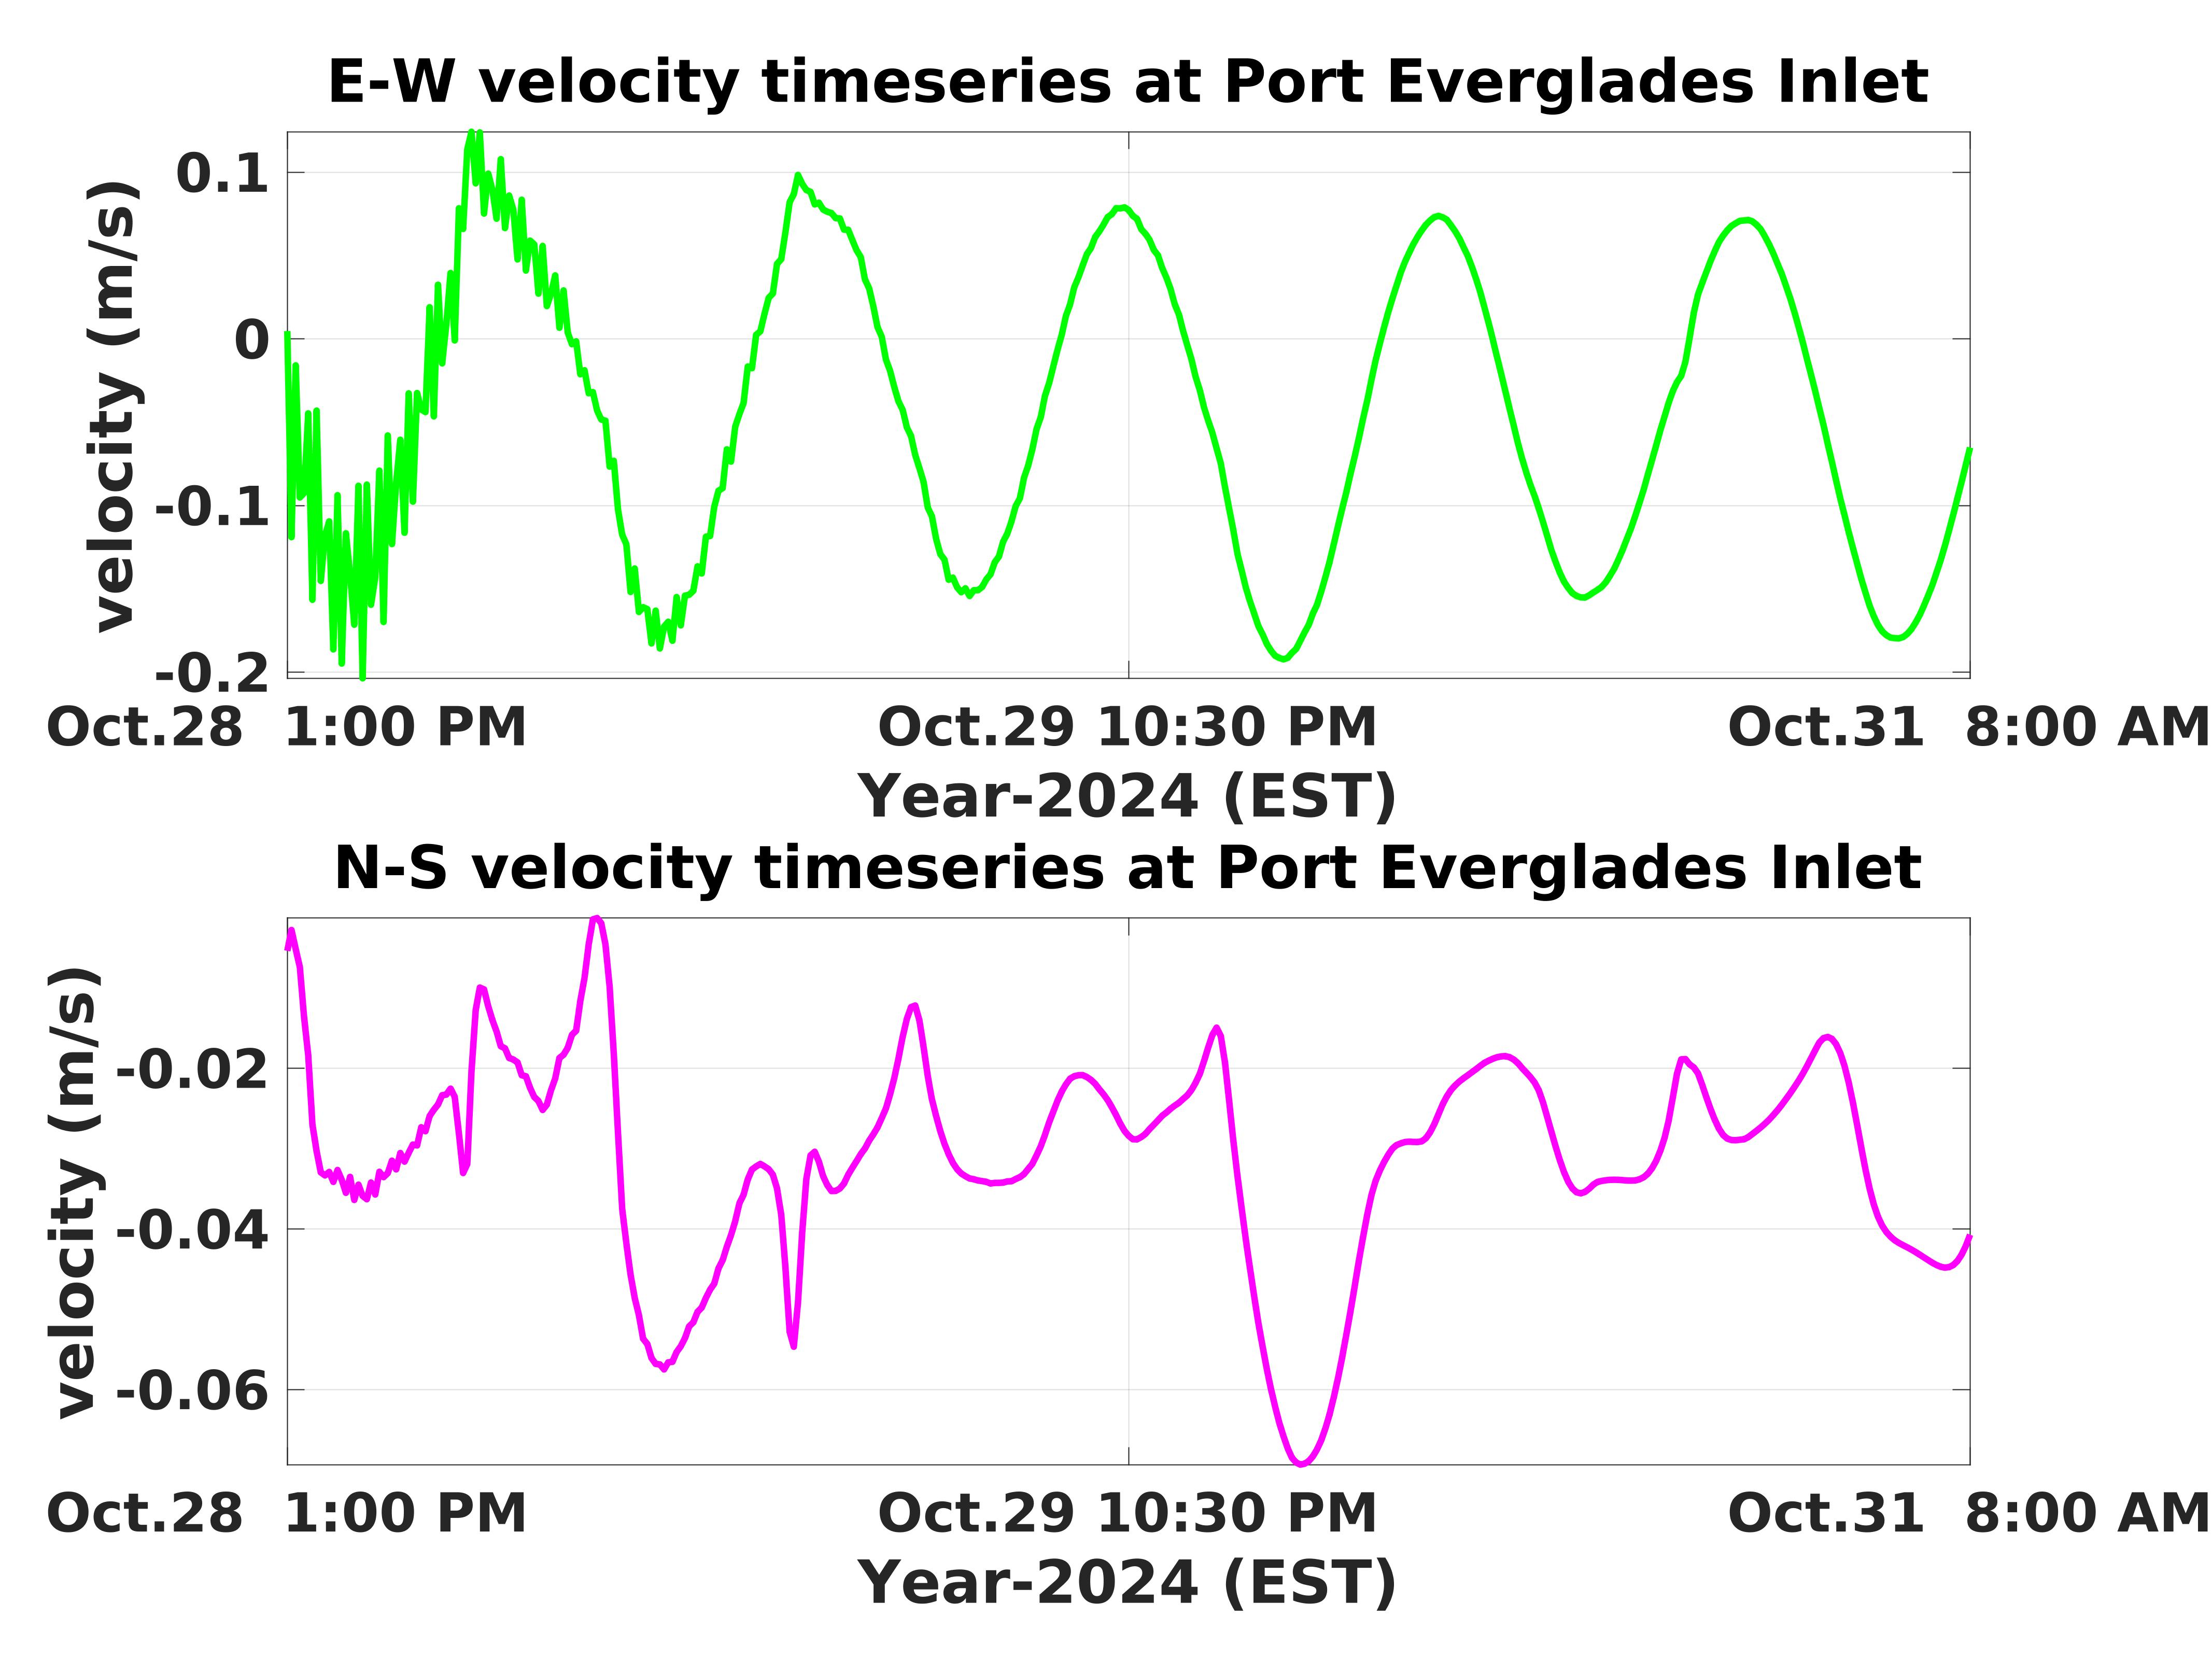 E-W velocity timeseries at Port Everglades Inlet
velocity (m/s)
0.1
0
-0.1
-0.2
Oct.28  1:00 PM
Oct.29 10:30 PM
Oct.31  8:00 AM
Year-2024 (EST)
N-S velocity timeseries at Port Everglades Inlet
velocity (m/s)
-0.02
-0.04
-0.06
Oct.28  1:00 PM
Oct.29 10:30 PM
Oct.31  8:00 AM
Year-2024 (EST)